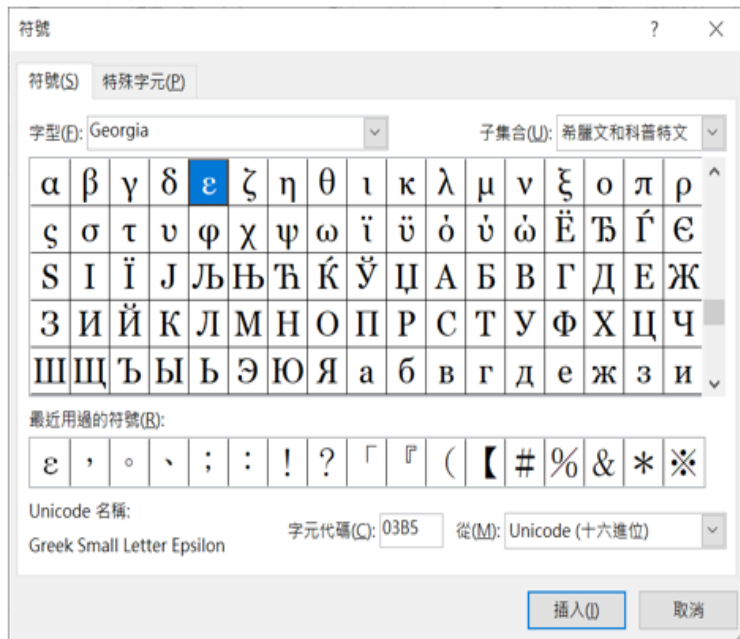 符號 ? ×
符號(S) 特殊字元(P)
字型(F): Georgia 子集合(U): 希臘文和科普特文
α β γ δ ε ζ η θ ι κ λ μ ν ξ ο π ρ
ς σ τ υ φ χ ψ ω ϊ ϋ ό ύ ώ Ё Ђ Ѓ Є
Ѕ І Ї Ј Љ Њ Ћ Ќ Ў Џ А Б В Г Д Е Ж
З И Й К Л М Н О П Р С Т У Ф Х Ц Ч
Ш Щ Ъ Ы Ь Э Ю Я а б в г д е ж з и
最近用過的符號(R):
ε ， 。 、 ； ： ！ ？ 「 『 （ 【 # % & * ※
Unicode 名稱:
Greek Small Letter Epsilon 字元代碼(C): 03B5 從(M): Unicode (十六進位)
插入(I) 取消